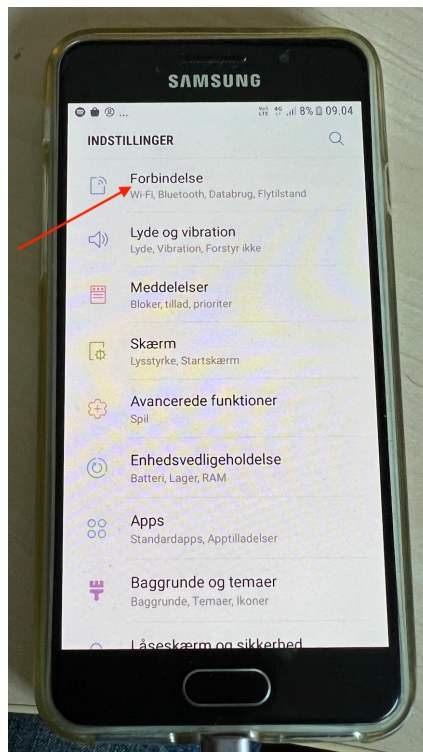 SAMSUNG
... VoLTE 4G 8% 09.04
INDSTILLINGER
Forbindelse
Wi-Fi, Bluetooth, Databrug, Flytilstand
Lyde og vibration
Lyde, Vibration, Forstyr ikke
Meddelelser
Bloker, tillad, prioriter
Skærm
Lysstyrke, Startskærm
Avancerede funktioner
Spil
Enhedsvedligeholdelse
Batteri, Lager, RAM
Apps
Standardapps, Apptilladelser
Baggrunde og temaer
Baggrunde, Temaer, Ikoner
Låseskærm og sikkerhed